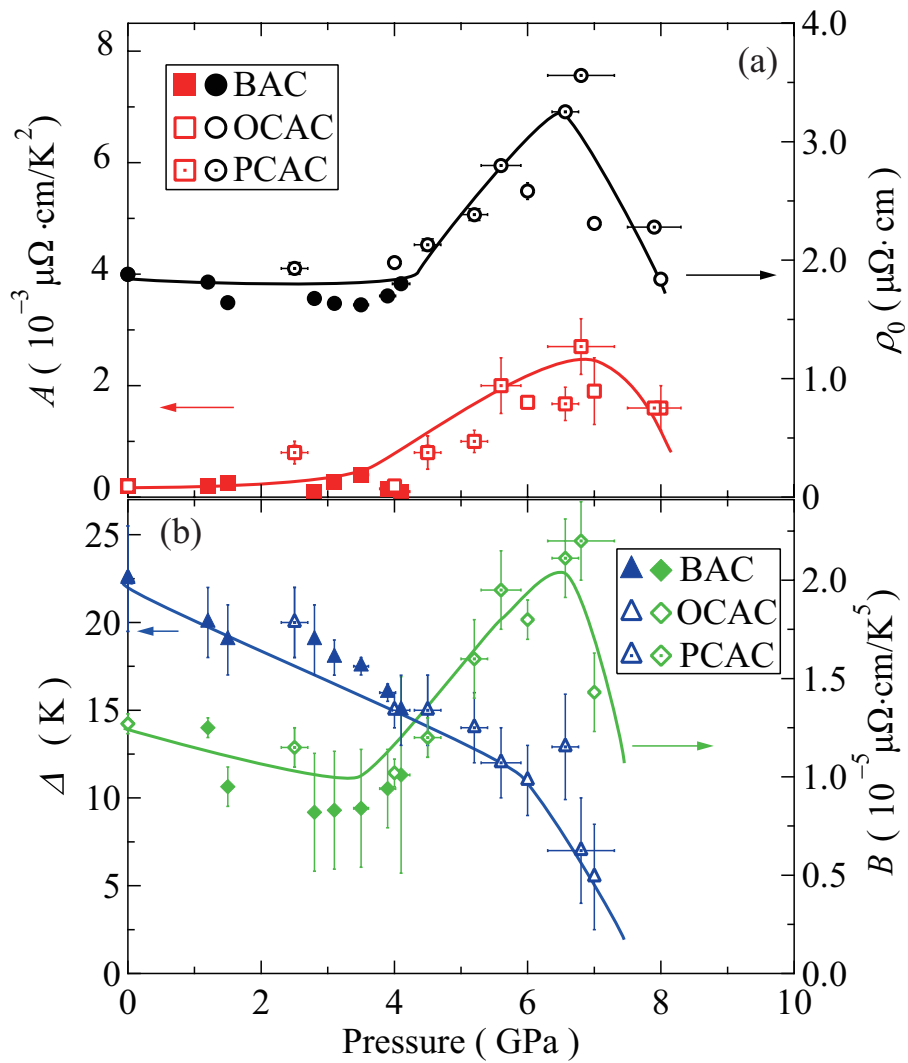 (a)
8
6
4
2
0
A ( 10⁻³ μΩ·cm/K² )
BAC
OCAC
PCAC
4.0
3.0
2.0
1.0
0
ρ₀ ( μΩ·cm )
(b)
25
20
15
10
5
0
Δ (K)
BAC
OCAC
PCAC
2.0
1.5
1.0
0.5
0.0
B ( 10⁻⁵ μΩ·cm/K⁵ )
0 2 4 6 8 10
Pressure ( GPa )